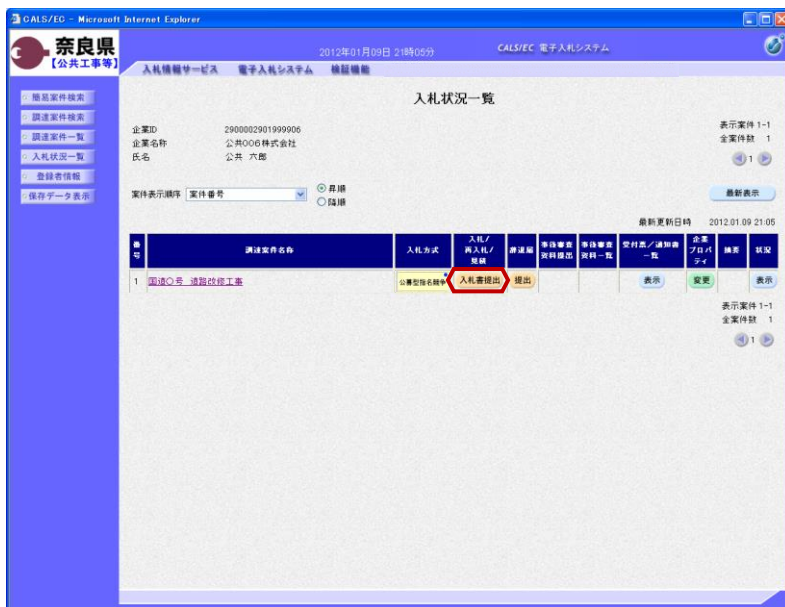 CALS/EC - Microsoft Internet Explorer
奈良県
【公共工事等】
2012年01月09日 21時05分
CALS/EC 電子入札システム
入札情報サービス 電子入札システム 検証機能
簡易案件検索
調達案件検索
調達案件一覧
入札状況一覧
登録者情報
保存データ表示
入札状況一覧
企業ID 2900002901999906
企業名称 公共006株式会社
氏名 公共 六郎
表示案件 1-1
全案件数 1
1
案件表示順序 案件番号
昇順
降順
最新表示
最新更新日時 2012.01.09 21:05
番号 調達案件名称 入札方式 入札/再入札/見積 辞退届 事後審査資料提出 事後審査資料一覧 受付票/通知書一覧 企業プロパティ 摘要 状況
1 国道〇号 道路改修工事 公募型指名競争 入札書提出 提出 表示 変更 表示
表示案件 1-1
全案件数 1
1